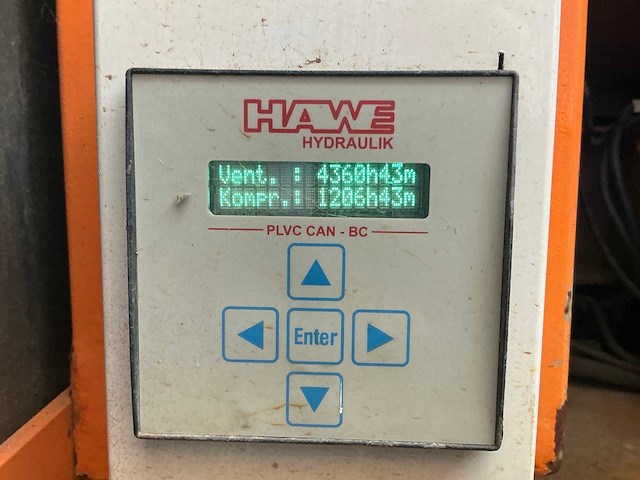 HAWE
HYDRAULIK
Vent. : 4360h43m
Kompr.: 1206h43m
PLVC CAN - BC
Enter